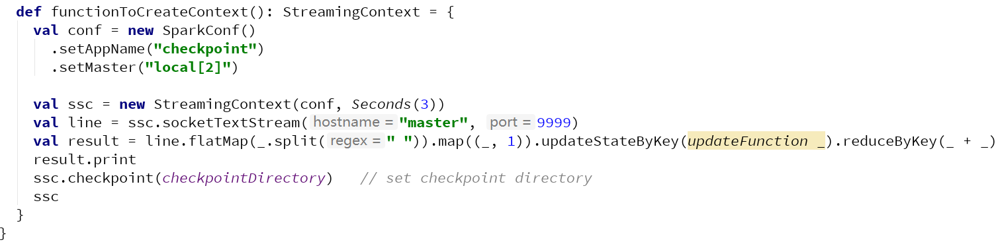 def functionToCreateContext(): StreamingContext = {
val conf = new SparkConf()
.setAppName("checkpoint")
.setMaster("local[2]")
val ssc = new StreamingContext(conf, Seconds(3))
val line = ssc.socketTextStream( hostname = "master", port = 9999)
val result = line.flatMap(_.split( regex = " ")).map((_, 1)).updateStateByKey(updateFunction _).reduceByKey(_ + _)
result.print
ssc.checkpoint(checkpointDirectory)   // set checkpoint directory
ssc
}
}